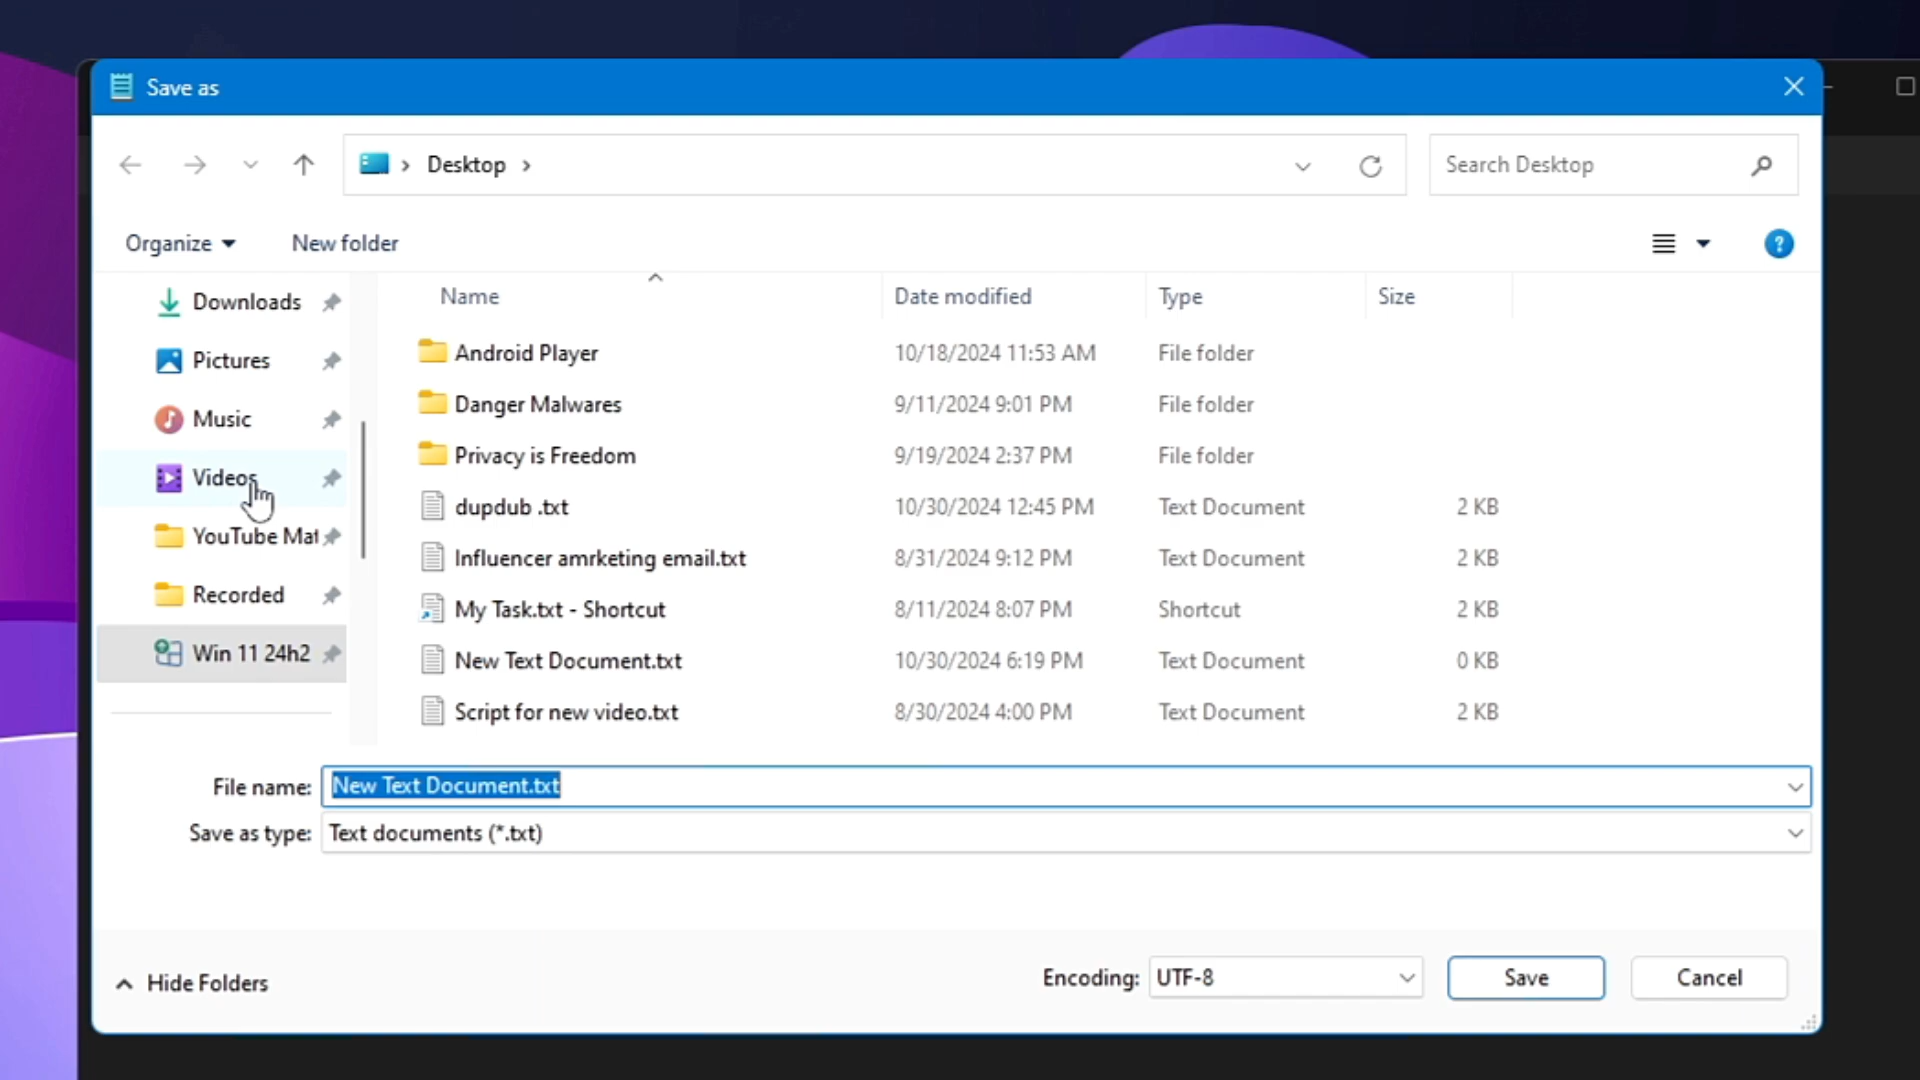 Save as
Desktop
Search Desktop
Organize
New folder
Name Date modified Type Size
Downloads
Pictures
Music
Videos
YouTube Mat
Recorded
Win 11 24h2
Android Player 10/18/2024 11:53 AM File folder
Danger Malwares 9/11/2024 9:01 PM File folder
Privacy is Freedom 9/19/2024 2:37 PM File folder
dupdub .txt 10/30/2024 12:45 PM Text Document 2 KB
Influencer amrketing email.txt 8/31/2024 9:12 PM Text Document 2 KB
My Task.txt - Shortcut 8/11/2024 8:07 PM Shortcut 2 KB
New Text Document.txt 10/30/2024 6:19 PM Text Document 0 KB
Script for new video.txt 8/30/2024 4:00 PM Text Document 2 KB
File name: New Text Document.txt
Save as type: Text documents (*.txt)
Hide Folders
Encoding: UTF-8
Save
Cancel